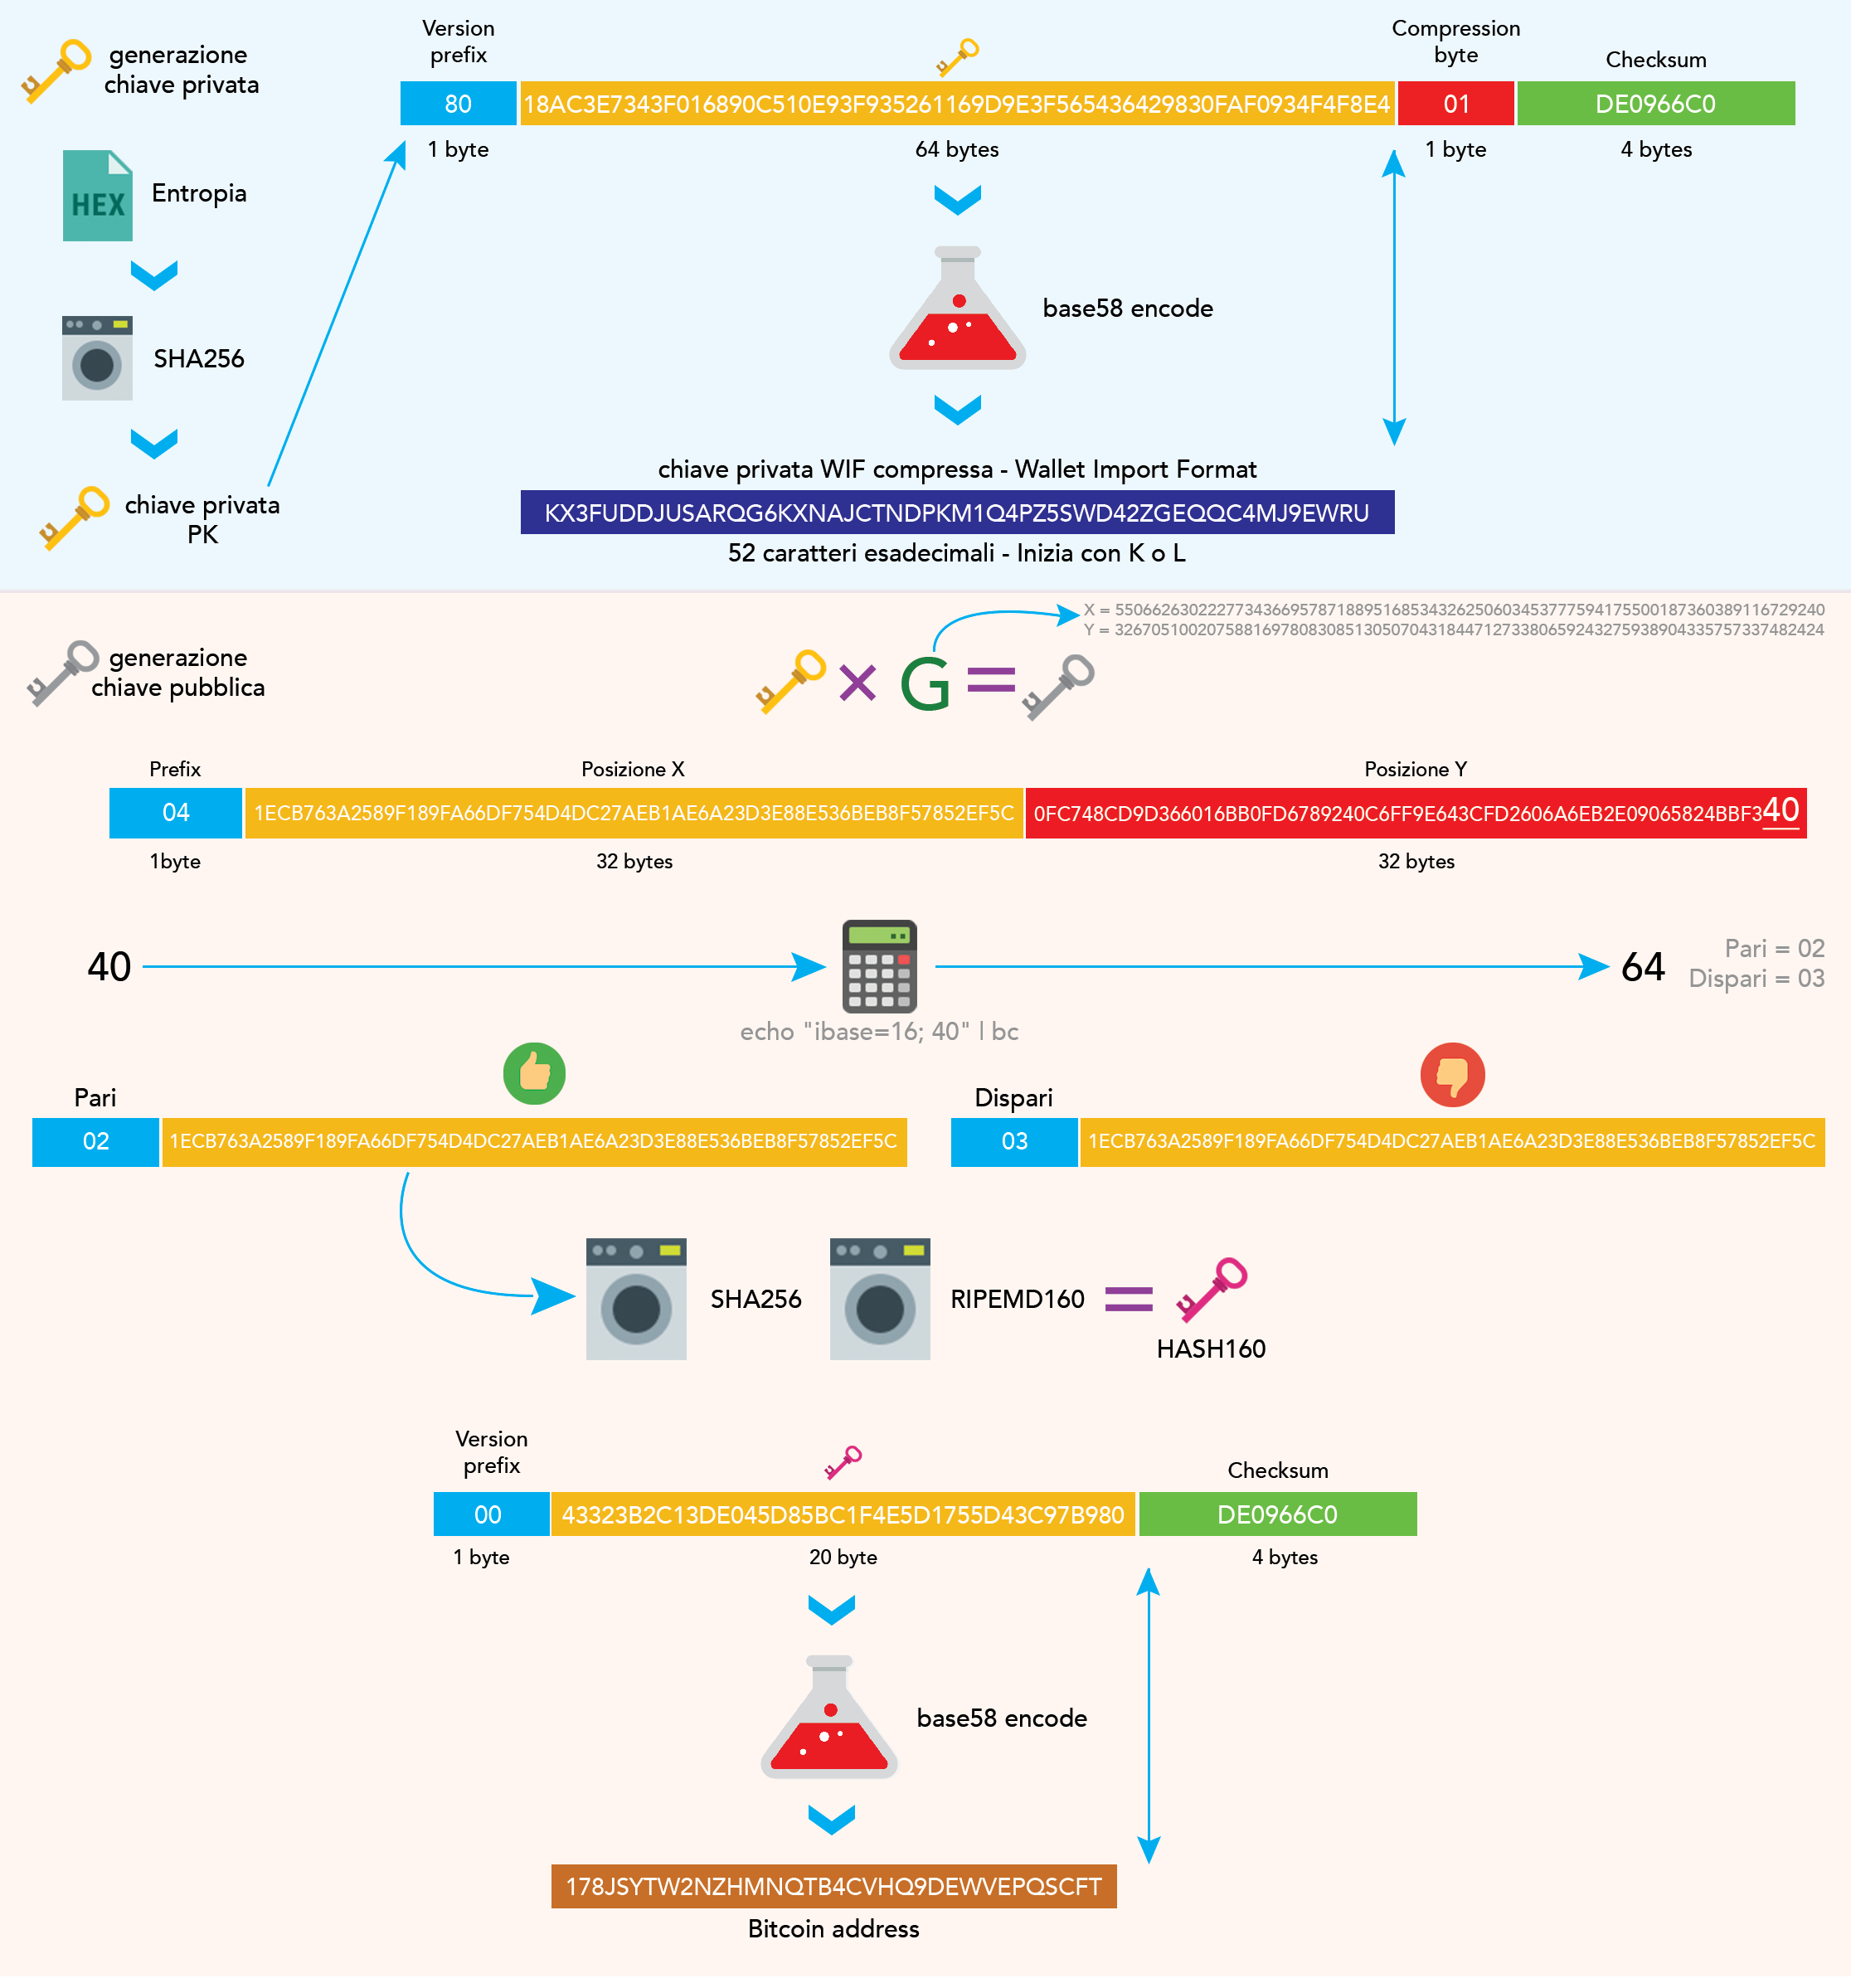 generazione
chiave privata
Version
prefix
Compression
byte
Checksum
80
18AC3E7343F016890C510E93F935261169D9E3F565436429830FAF0934F4F8E4
01
DE0966C0
1 byte
64 bytes
1 byte
4 bytes
HEX
Entropia
SHA256
chiave privata
PK
base58 encode
chiave privata WIF compressa - Wallet Import Format
KX3FUDDJUSARQG6KXNAJCTNDPKM1Q4PZ5SWD42ZGEQQC4MJ9EWRU
52 caratteri esadecimali - Inizia con K o L
X = 55066263022277343669578718895168534326250603453777594175500187360389116729240
Y = 32670510020758816978083085130507043184471273380659243275938904335757337482424
generazione
chiave pubblica
× G =
Prefix
Posizione X
Posizione Y
04
1ECB763A2589F189FA66DF754D4DC27AEB1AE6A23D3E88E536BEB8F57852EF5C
0FC748CD9D366016BB0FD6789240C6FF9E643CFD2606A6EB2E09065824BBF340
1byte
32 bytes
32 bytes
40
64
Pari = 02
Dispari = 03
echo "ibase=16; 40" | bc
Pari
02
1ECB763A2589F189FA66DF754D4DC27AEB1AE6A23D3E88E536BEB8F57852EF5C
Dispari
03
1ECB763A2589F189FA66DF754D4DC27AEB1AE6A23D3E88E536BEB8F57852EF5C
SHA256
RIPEMD160
=
HASH160
Version
prefix
Checksum
00
43323B2C13DE045D85BC1F4E5D1755D43C97B980
DE0966C0
1 byte
20 byte
4 bytes
base58 encode
178JSYTW2NZHMNQTB4CVHQ9DEWVEPQSCFT
Bitcoin address